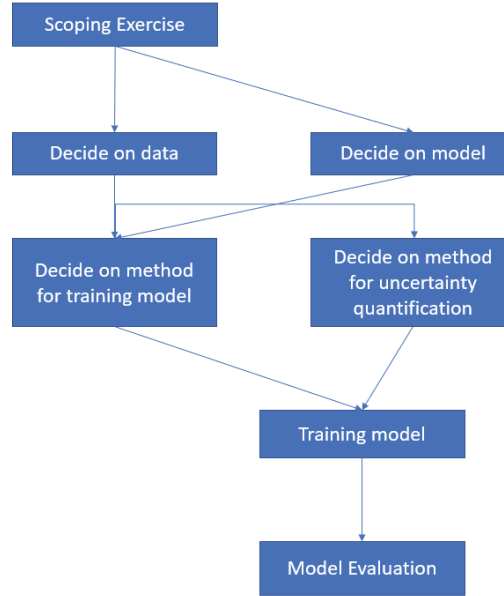 Scoping Exercise
Decide on data
Decide on model
Decide on method
for training model
Decide on method
for uncertainty
quantification
Training model
Model Evaluation